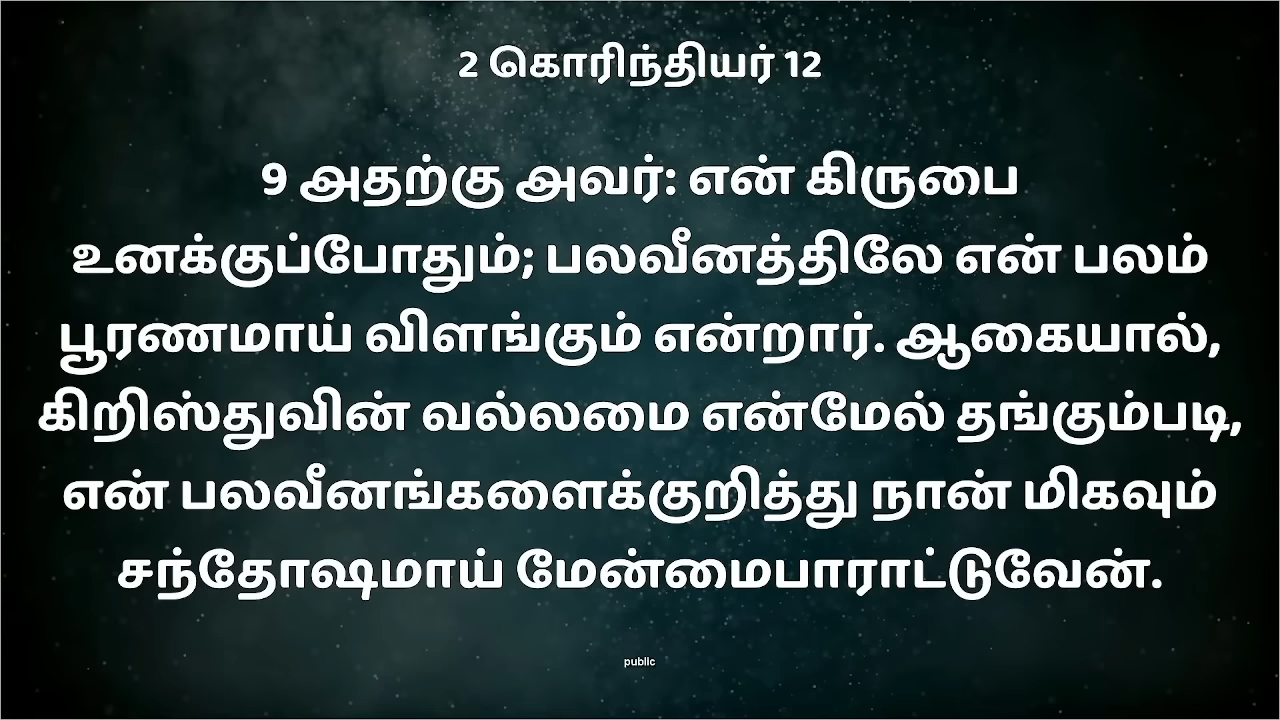 2 கொரிந்தியர் 12
9 அதற்கு அவர்: என் கிருபை
உனக்குப்போதும்; பலவீனத்திலே என் பலம்
பூரணமாய் விளங்கும் என்றார். ஆகையால்,
கிறிஸ்துவின் வல்லமை என்மேல் தங்கும்படி,
என் பலவீனங்களைக்குறித்து நான் மிகவும்
சந்தோஷமாய் மேன்மைபாராட்டுவேன்.
public